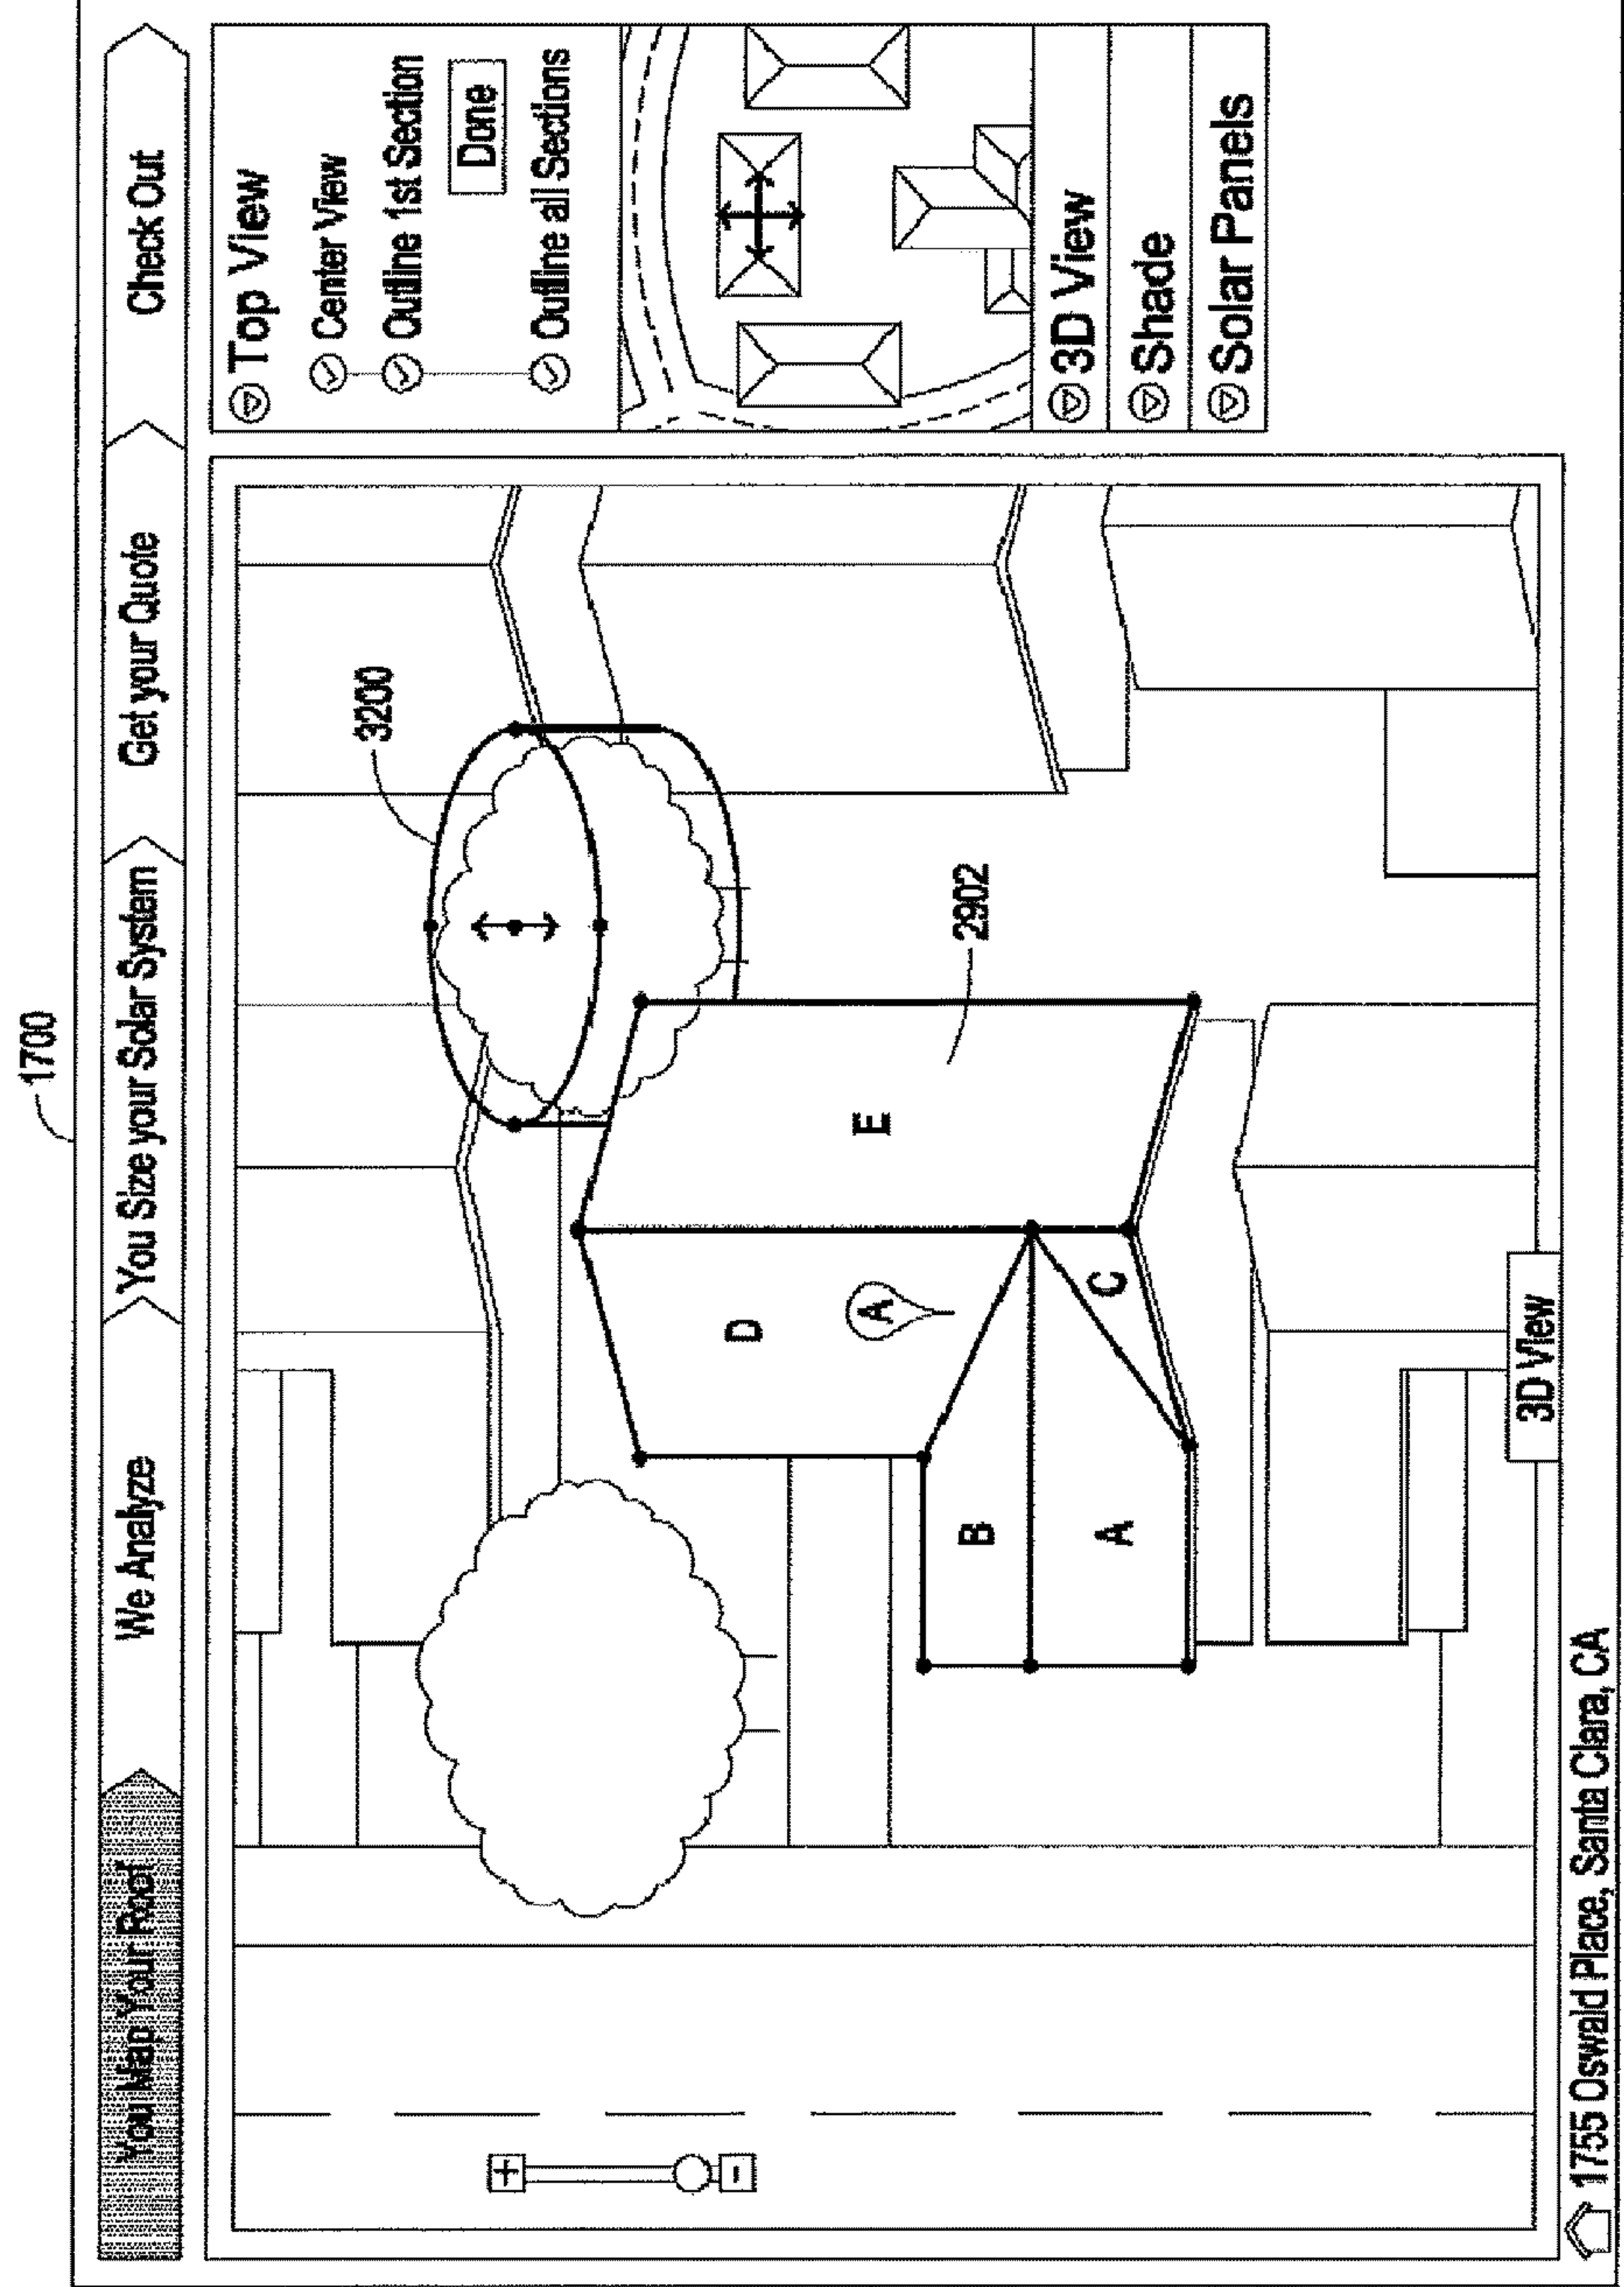 1700
You Map Your Roof
We Analyze
You Size your Solar System
Get your Quote
Check Out
Top View
Center View
Outline 1st Section
Done
Outline all Sections
3D View
Shade
Solar Panels
3200
2902
+
-
D
A
E
B
C
A
3D View
1755 Oswald Place, Santa Clara, CA